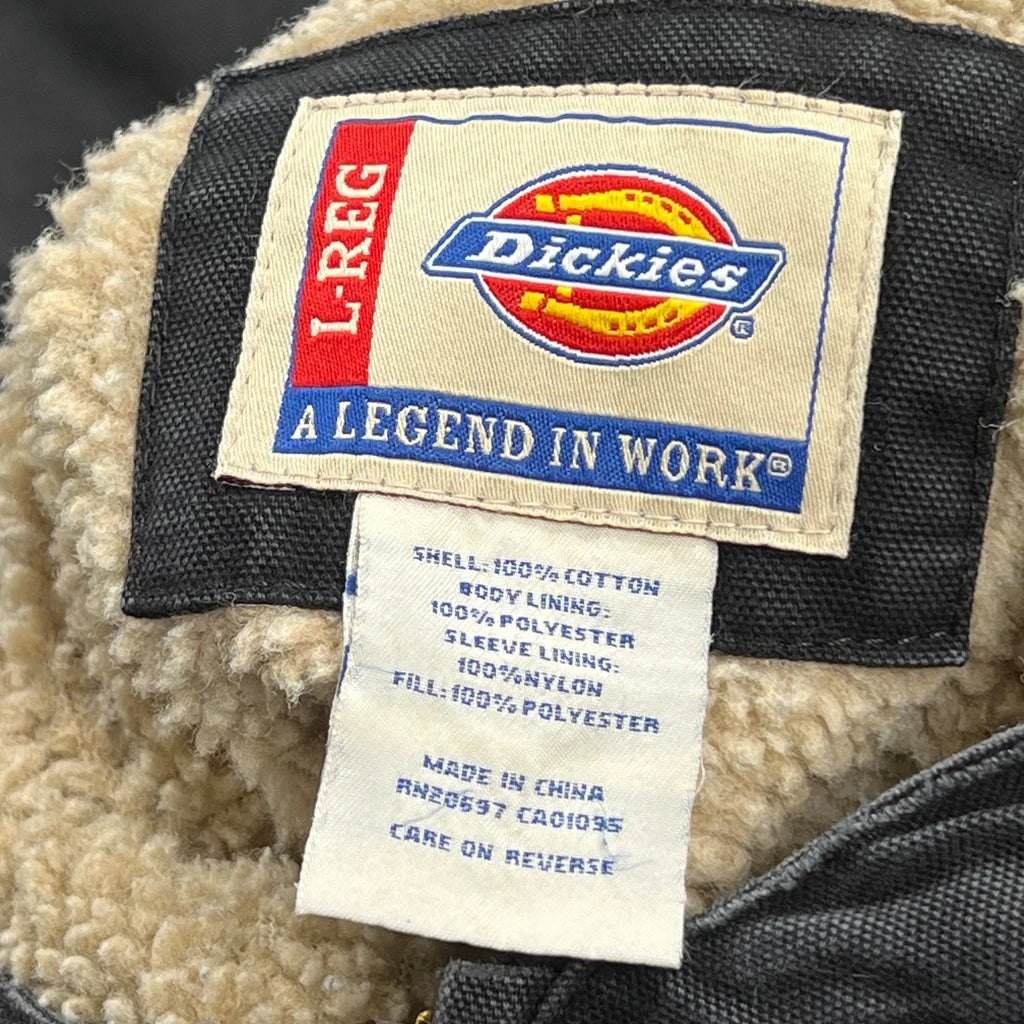 L-REG
Dickies®
A LEGEND IN WORK®
SHELL:100% COTTON
BODY LINING:
100% POLYESTER
SLEEVE LINING:
100%NYLON
FILL:100% POLYESTER
MADE IN CHINA
RN20697 CA01095
CARE ON REVERSE